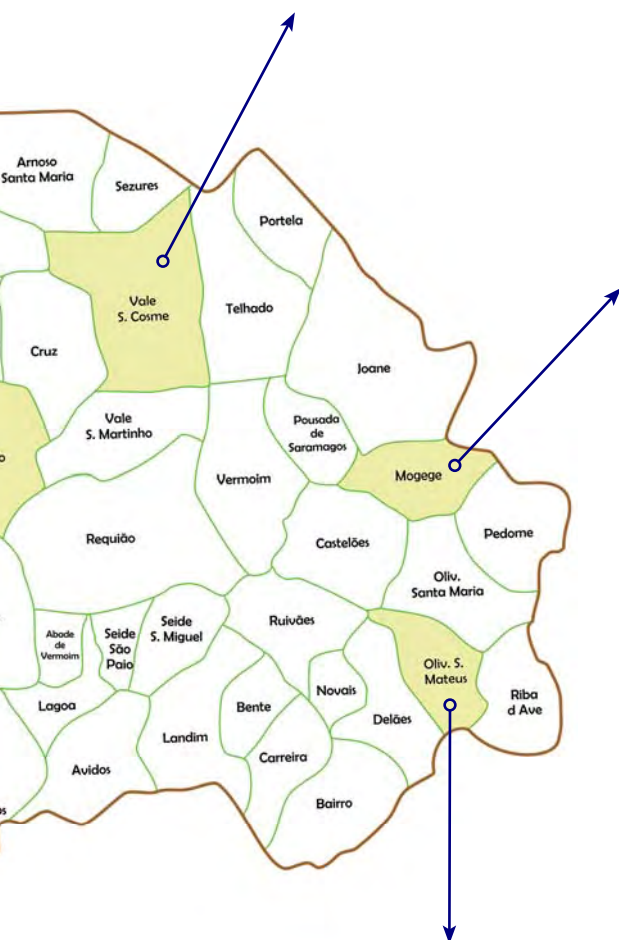 Arnoso
Santa Maria
Sezures
Portela
Vale
S. Cosme
Telhado
Cruz
Joane
Vale
S. Martinho
Pousada
de
Saramagos
Mogege
Vermoim
Requião
Castelões
Pedome
Oliv.
Santa Maria
Abade
de
Vermoim
Seide
São
Paio
Seide
S. Miguel
Ruivães
Oliv. S.
Mateus
Lagoa
Bente
Novais
Riba
d Ave
Landim
Delães
Avidos
Carreira
Bairro